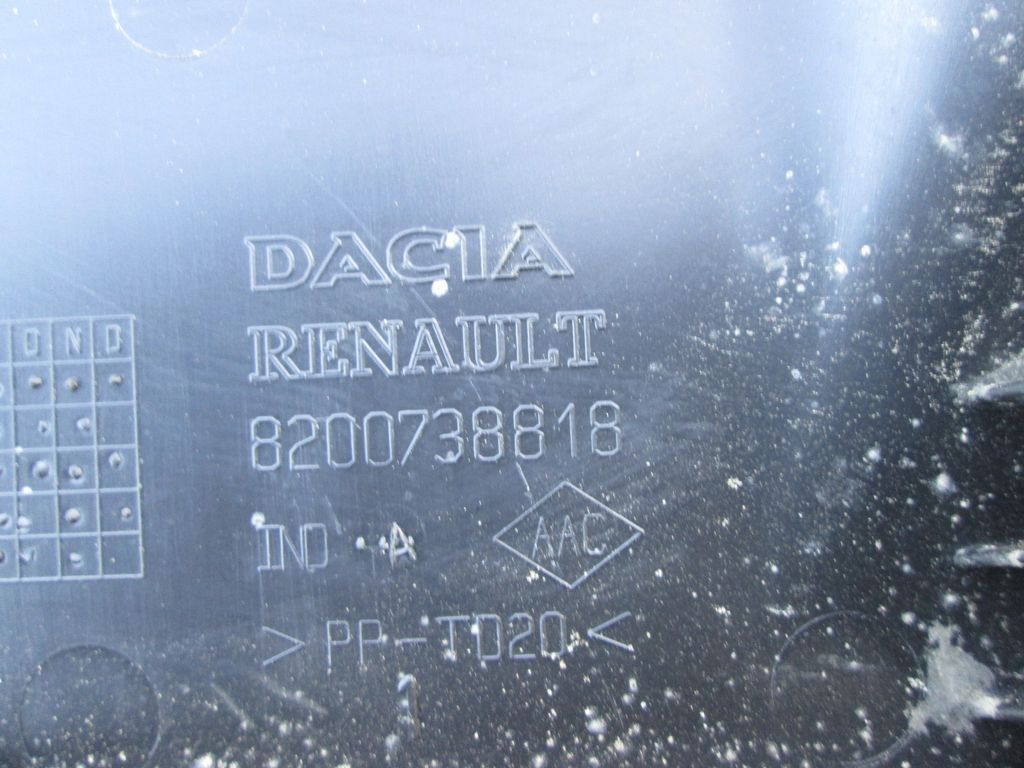 DACIA
RENAULT
8200738818
O N D
IND A
AAC
>PP-TD20<